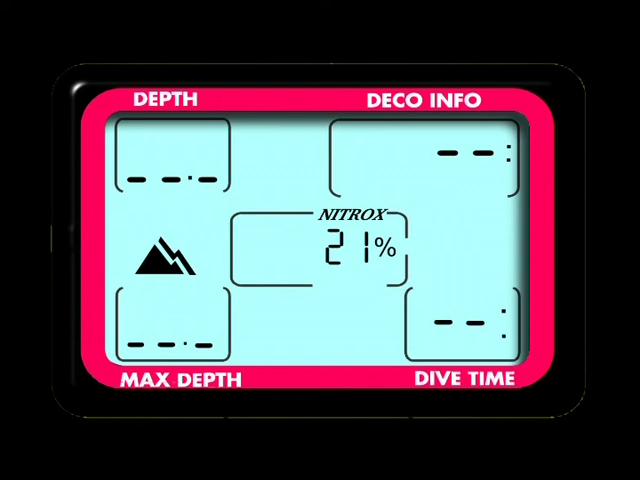 DEPTH
DECO INFO
-- -.-
-- :
NITROX
21%
-- -.-
-- :
MAX DEPTH
DIVE TIME